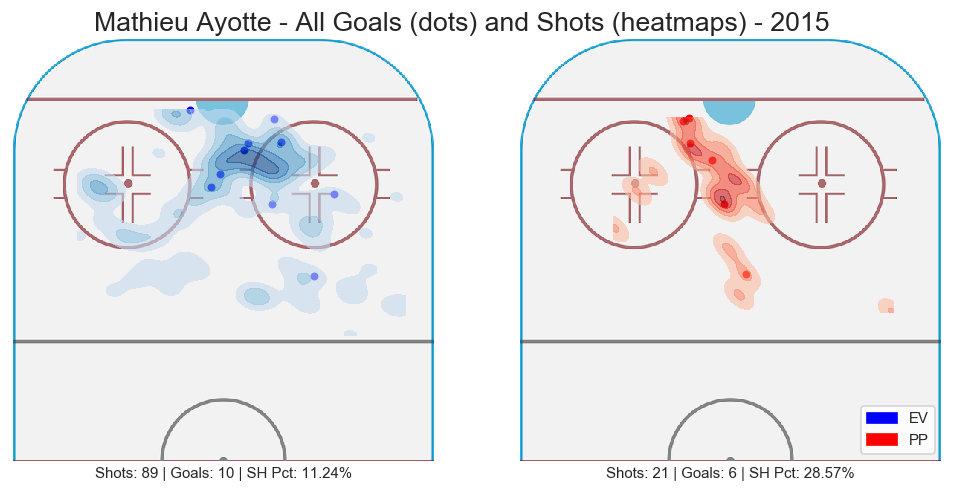 Mathieu Ayotte - All Goals (dots) and Shots (heatmaps) - 2015
EV
PP
Shots: 89 | Goals: 10 | SH Pct: 11.24%
Shots: 21 | Goals: 6 | SH Pct: 28.57%